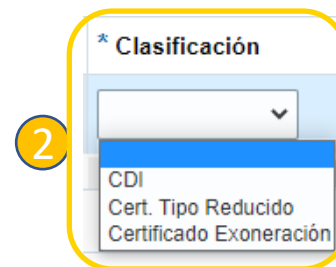 * Clasificación
2
CDI
Cert. Tipo Reducido
Certificado Exoneración